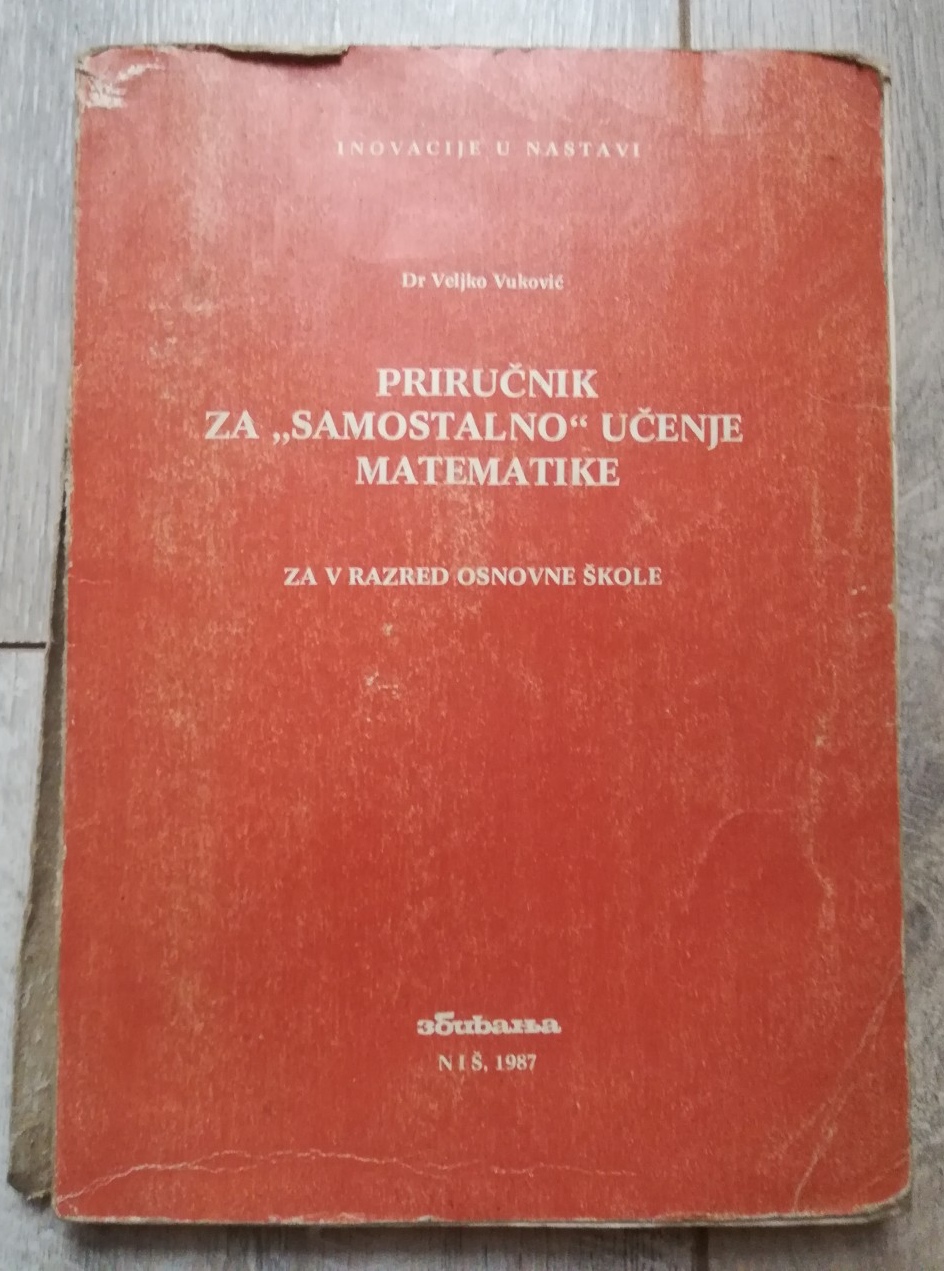 INOVACIJE U NASTAVI
Dr Veljko Vuković
PRIRUČNIK
ZA „SAMOSTALNO“ UČENJE
MATEMATIKE
ZA V RAZRED OSNOVNE ŠKOLE
збивања
NIŠ, 1987